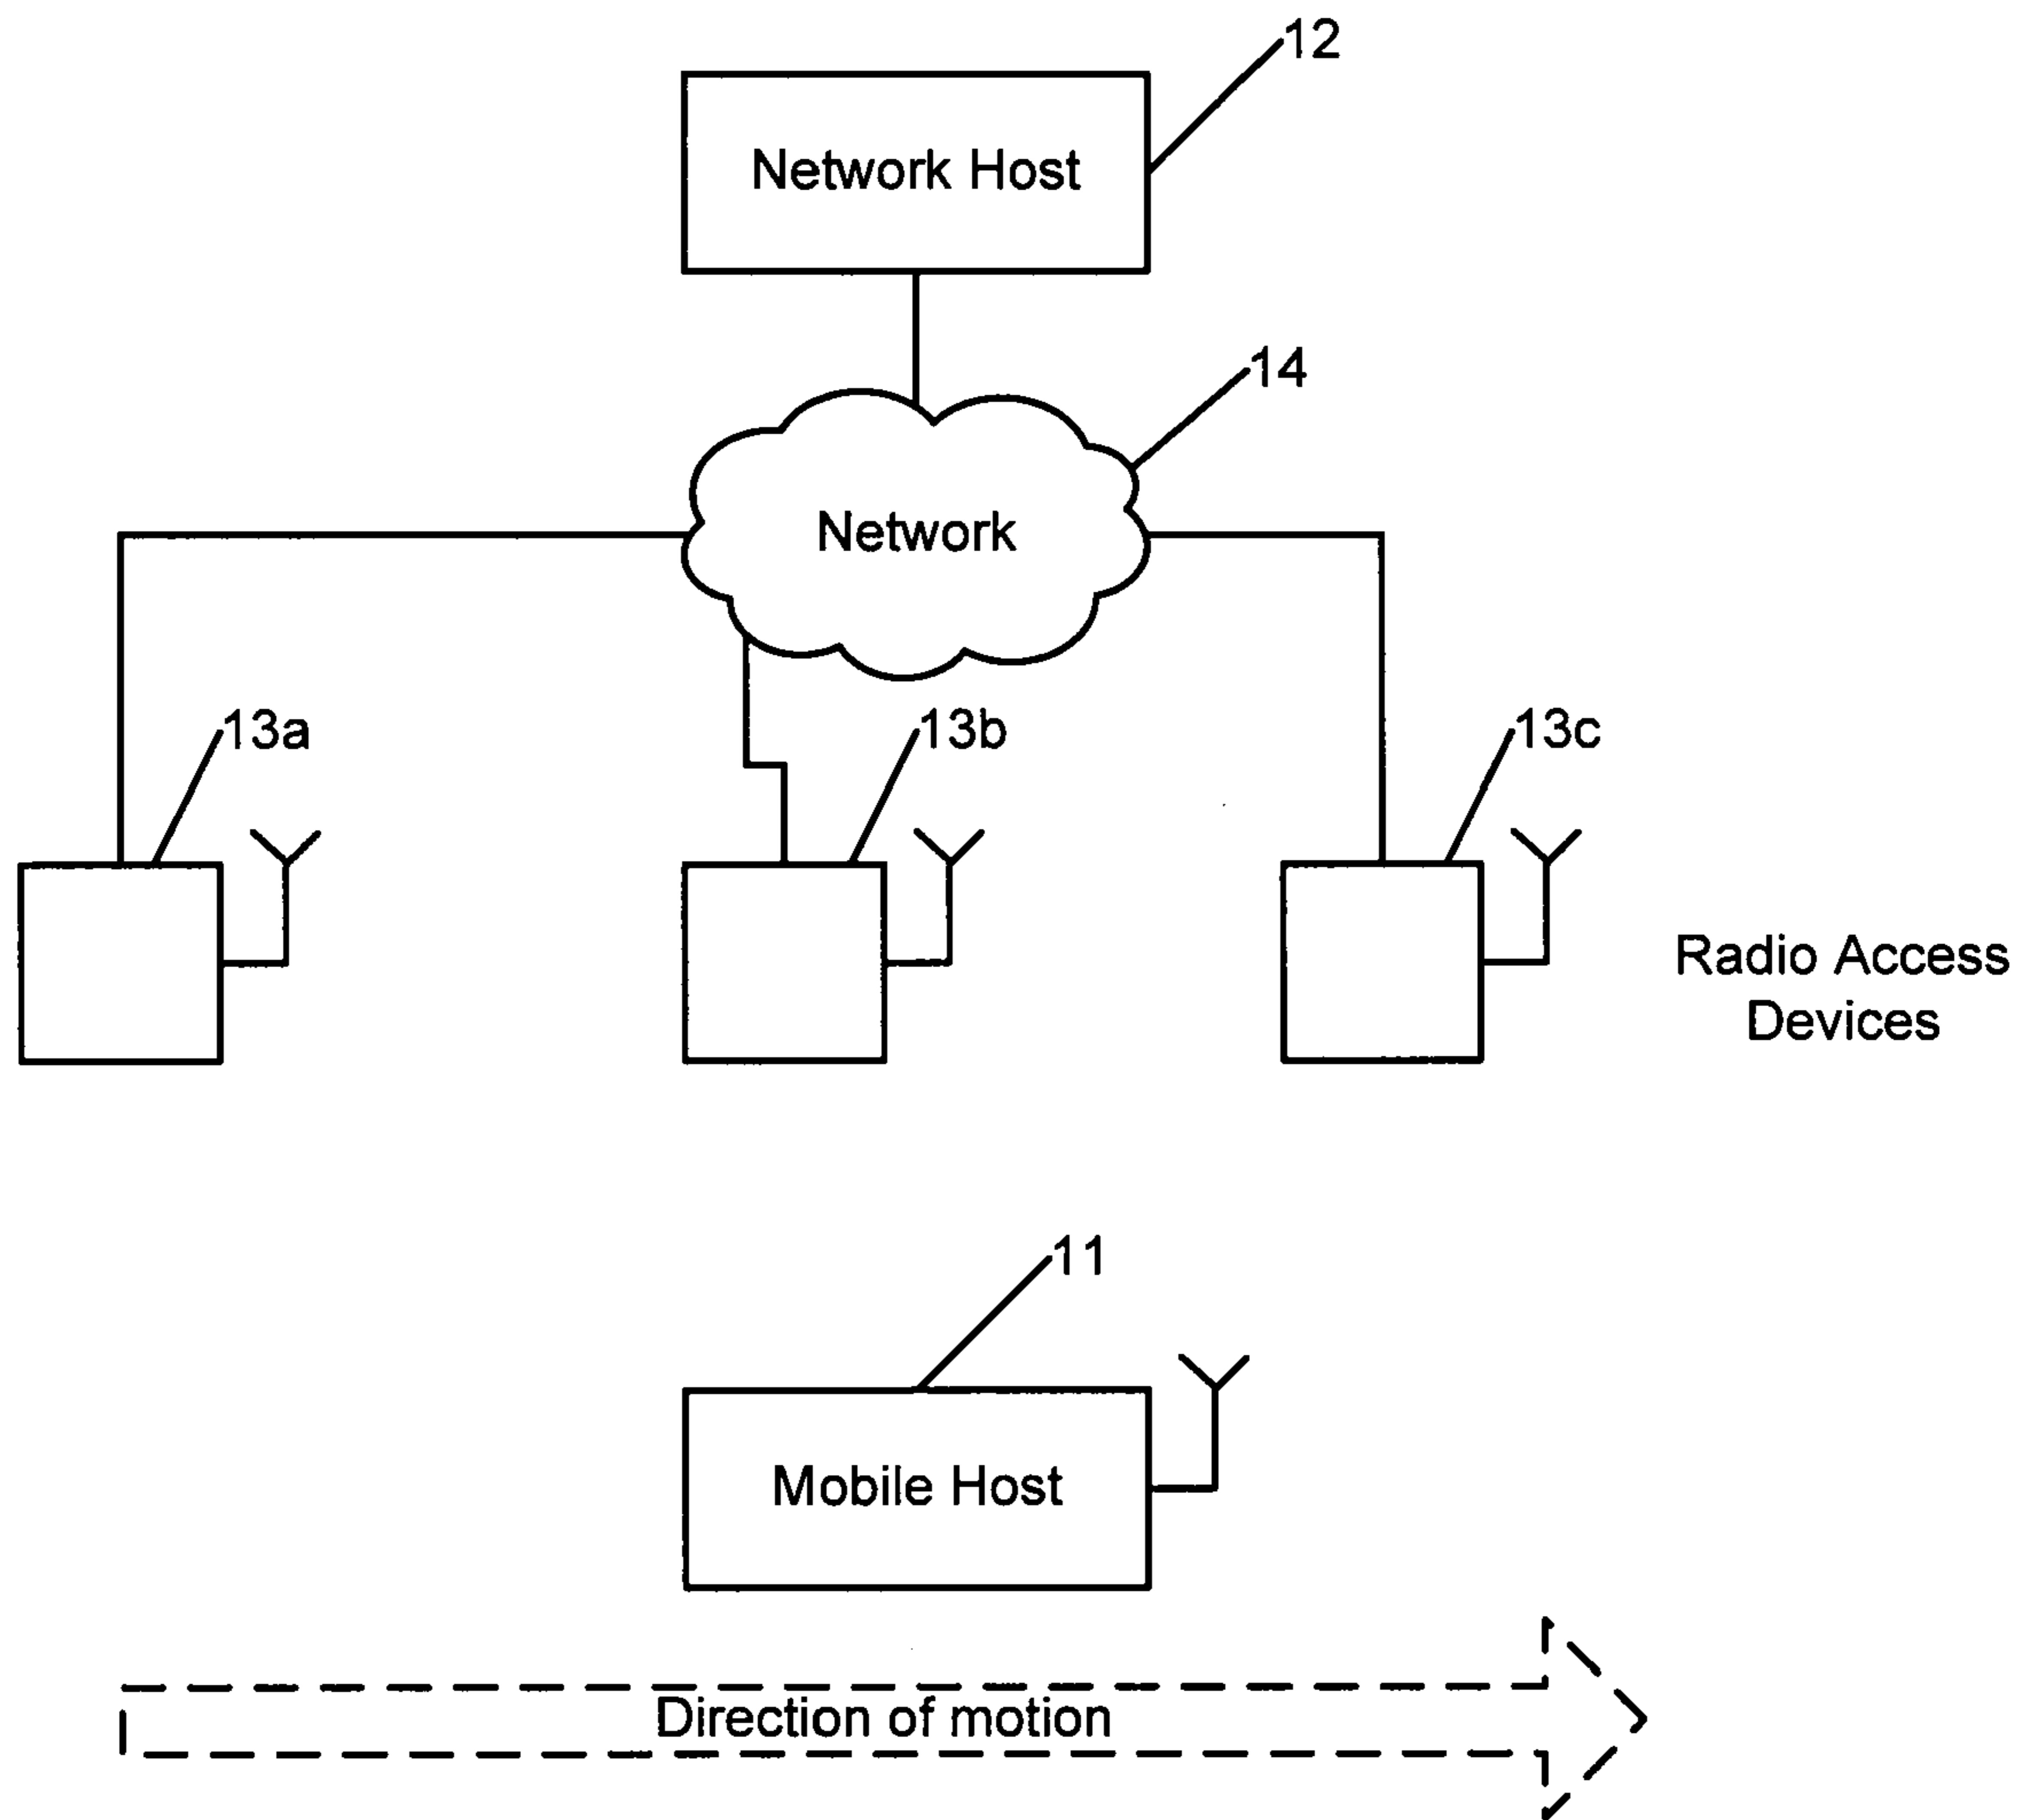 12
Network Host
14
Network
13a
13b
13c
Radio Access
Devices
11
Mobile Host
Direction of motion